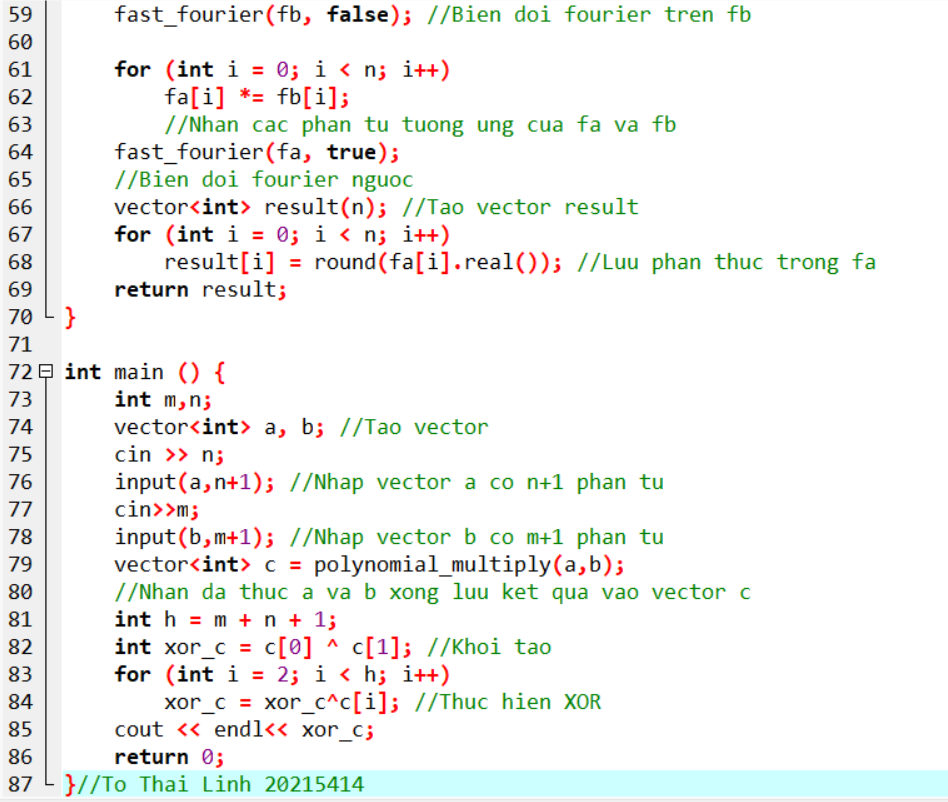 59 fast_fourier(fb, false); //Bien doi fourier tren fb
60
61 for (int i = 0; i < n; i++)
62 fa[i] *= fb[i];
63 //Nhan cac phan tu tuong ung cua fa va fb
64 fast_fourier(fa, true);
65 //Bien doi fourier nguoc
66 vector<int> result(n); //Tao vector result
67 for (int i = 0; i < n; i++)
68 result[i] = round(fa[i].real()); //Luu phan thuc trong fa
69 return result;
70 }
71
72 int main () {
73 int m,n;
74 vector<int> a, b; //Tao vector
75 cin >> n;
76 input(a,n+1); //Nhap vector a co n+1 phan tu
77 cin>>m;
78 input(b,m+1); //Nhap vector b co m+1 phan tu
79 vector<int> c = polynomial_multiply(a,b);
80 //Nhan da thuc a va b xong luu ket qua vao vector c
81 int h = m + n + 1;
82 int xor_c = c[0] ^ c[1]; //Khoi tao
83 for (int i = 2; i < h; i++)
84 xor_c = xor_c^c[i]; //Thuc hien XOR
85 cout << endl<< xor_c;
86 return 0;
87 }//To Thai Linh 20215414